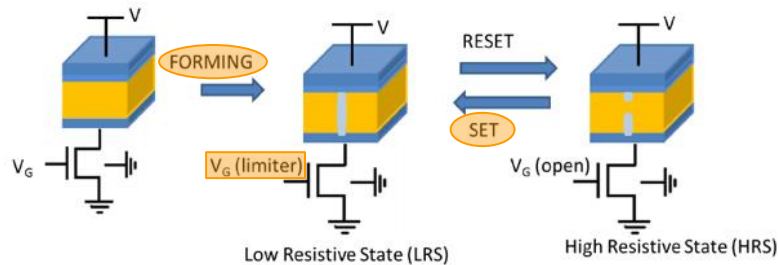 V
V
V
FORMING
RESET
SET
V_G
V_G (limiter)
V_G (open)
Low Resistive State (LRS)
High Resistive State (HRS)